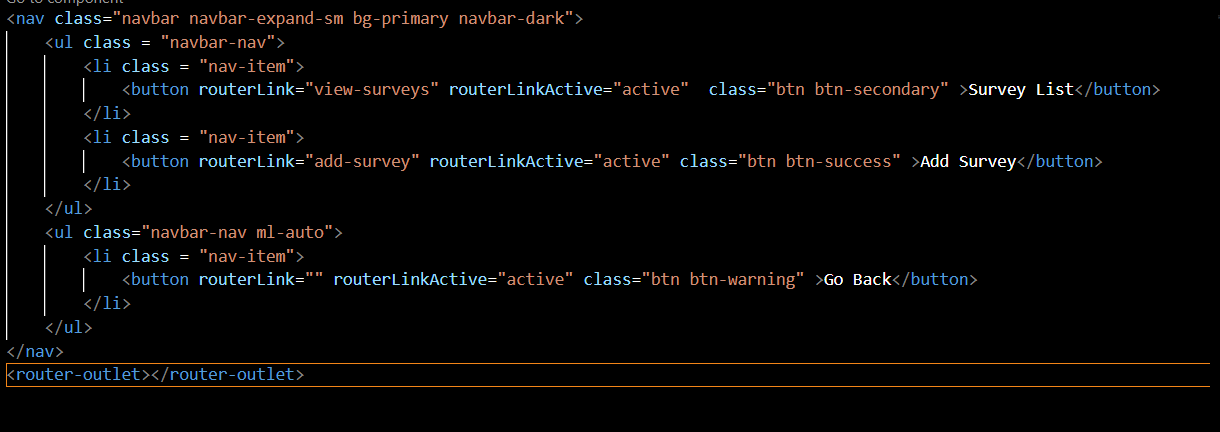 Go to component
<nav class="navbar navbar-expand-sm bg-primary navbar-dark">
<ul class = "navbar-nav">
<li class = "nav-item">
<button routerLink="view-surveys" routerLinkActive="active"  class="btn btn-secondary" >Survey List</button>
</li>
<li class = "nav-item">
<button routerLink="add-survey" routerLinkActive="active" class="btn btn-success" >Add Survey</button>
</li>
</ul>
<ul class="navbar-nav ml-auto">
<li class = "nav-item">
<button routerLink="" routerLinkActive="active" class="btn btn-warning" >Go Back</button>
</li>
</ul>
</nav>
<router-outlet></router-outlet>